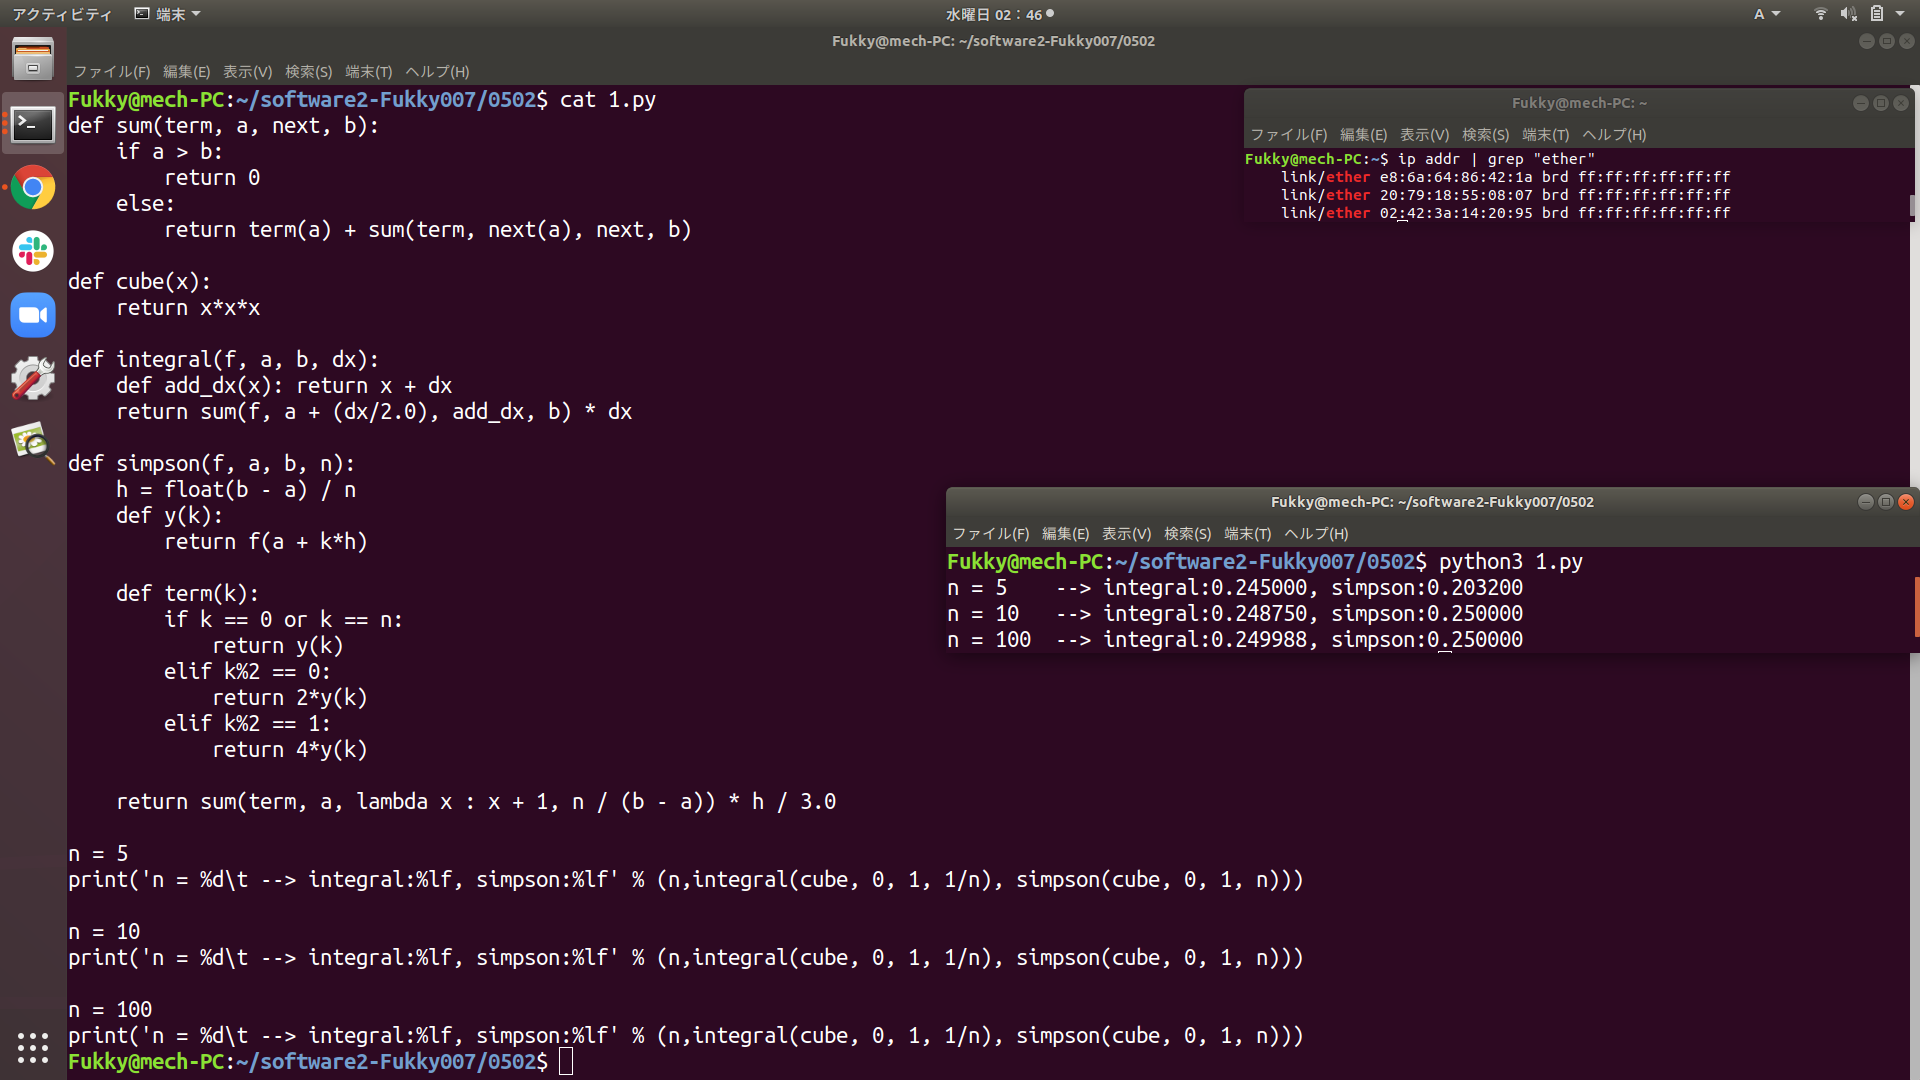 アクティビティ 端末 水曜日 02：46 A
Fukky@mech-PC: ~/software2-Fukky007/0502
ファイル(F) 編集(E) 表示(V) 検索(S) 端末(T) ヘルプ(H)
Fukky@mech-PC:~/software2-Fukky007/0502$ cat 1.py
def sum(term, a, next, b):
    if a > b:
        return 0
    else:
        return term(a) + sum(term, next(a), next, b)

def cube(x):
    return x*x*x

def integral(f, a, b, dx):
    def add_dx(x): return x + dx
    return sum(f, a + (dx/2.0), add_dx, b) * dx

def simpson(f, a, b, n):
    h = float(b - a) / n
    def y(k):
        return f(a + k*h)

    def term(k):
        if k == 0 or k == n:
            return y(k)
        elif k%2 == 0:
            return 2*y(k)
        elif k%2 == 1:
            return 4*y(k)

    return sum(term, a, lambda x : x + 1, n / (b - a)) * h / 3.0

n = 5
print('n = %d\t --> integral:%lf, simpson:%lf' % (n,integral(cube, 0, 1, 1/n), simpson(cube, 0, 1, n)))

n = 10
print('n = %d\t --> integral:%lf, simpson:%lf' % (n,integral(cube, 0, 1, 1/n), simpson(cube, 0, 1, n)))

n = 100
print('n = %d\t --> integral:%lf, simpson:%lf' % (n,integral(cube, 0, 1, 1/n), simpson(cube, 0, 1, n)))
Fukky@mech-PC:~/software2-Fukky007/0502$
Fukky@mech-PC: ~
ファイル(F) 編集(E) 表示(V) 検索(S) 端末(T) ヘルプ(H)
Fukky@mech-PC:~$ ip addr | grep "ether"
    link/ether e8:6a:64:86:42:1a brd ff:ff:ff:ff:ff:ff
    link/ether 20:79:18:55:08:07 brd ff:ff:ff:ff:ff:ff
    link/ether 02:42:3a:14:20:95 brd ff:ff:ff:ff:ff:ff
Fukky@mech-PC: ~/software2-Fukky007/0502
ファイル(F) 編集(E) 表示(V) 検索(S) 端末(T) ヘルプ(H)
Fukky@mech-PC:~/software2-Fukky007/0502$ python3 1.py
n = 5    --> integral:0.245000, simpson:0.203200
n = 10   --> integral:0.248750, simpson:0.250000
n = 100  --> integral:0.249988, simpson:0.250000